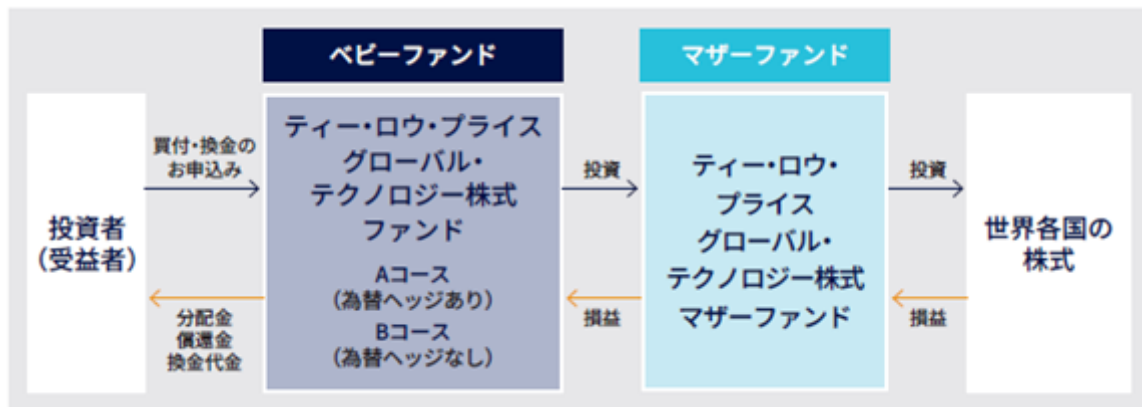 ベビーファンド
マザーファンド
投資者
(受益者)
買付・換金の
お申込み
分配金
償還金
換金代金
ティー・ロウ・プライス
グローバル・
テクノロジー株式
ファンド
Aコース
(為替ヘッジあり)
Bコース
(為替ヘッジなし)
投資
損益
ティー・ロウ・
プライス
グローバル・
テクノロジー株式
マザーファンド
投資
損益
世界各国の
株式